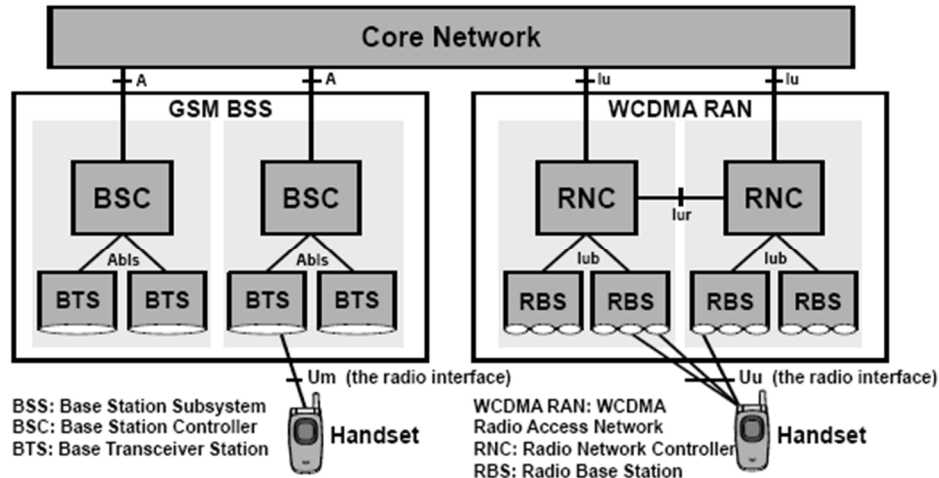 Core Network
A
A
Iu
Iu
GSM BSS
WCDMA RAN
BSC
BSC
RNC
RNC
Iur
Abis
Abis
Iub
Iub
BTS
BTS
BTS
BTS
RBS
RBS
RBS
RBS
Um (the radio interface)
Uu (the radio interface)
BSS: Base Station Subsystem
BSC: Base Station Controller
BTS: Base Transceiver Station
Handset
WCDMA RAN: WCDMA
Radio Access Network
RNC: Radio Network Controller
RBS: Radio Base Station
Handset